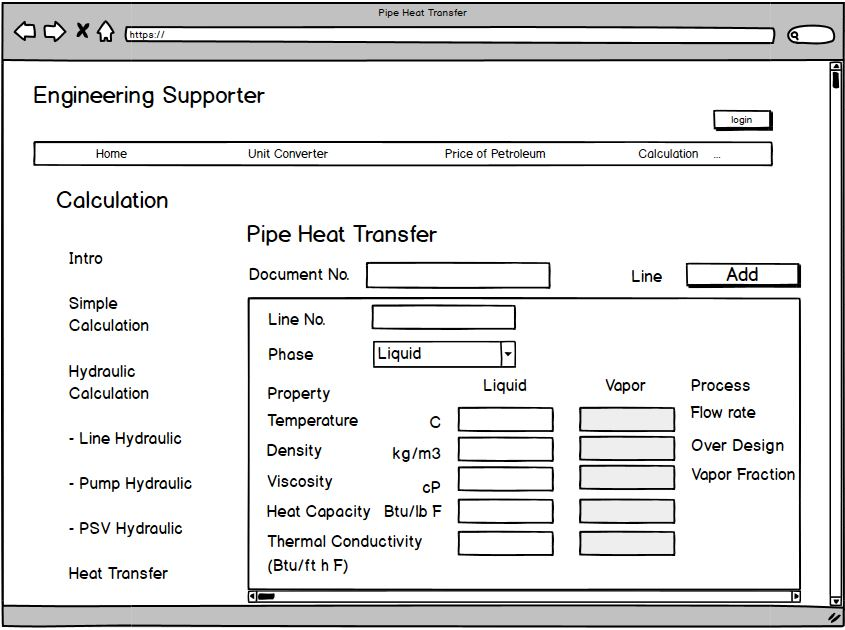 Pipe Heat Transfer
https://
Engineering Supporter
login
Home Unit Converter Price of Petroleum Calculation ...
Calculation
Pipe Heat Transfer
Intro
Document No. Line Add
Simple
Calculation
Line No.
Phase Liquid
Hydraulic
Calculation
Property Liquid Vapor Process
Temperature C Flow rate
- Line Hydraulic
Density kg/m3 Over Design
- Pump Hydraulic
Viscosity cP Vapor Fraction
Heat Capacity Btu/lb F
- PSV Hydraulic
Thermal Conductivity
(Btu/ft h F)
Heat Transfer